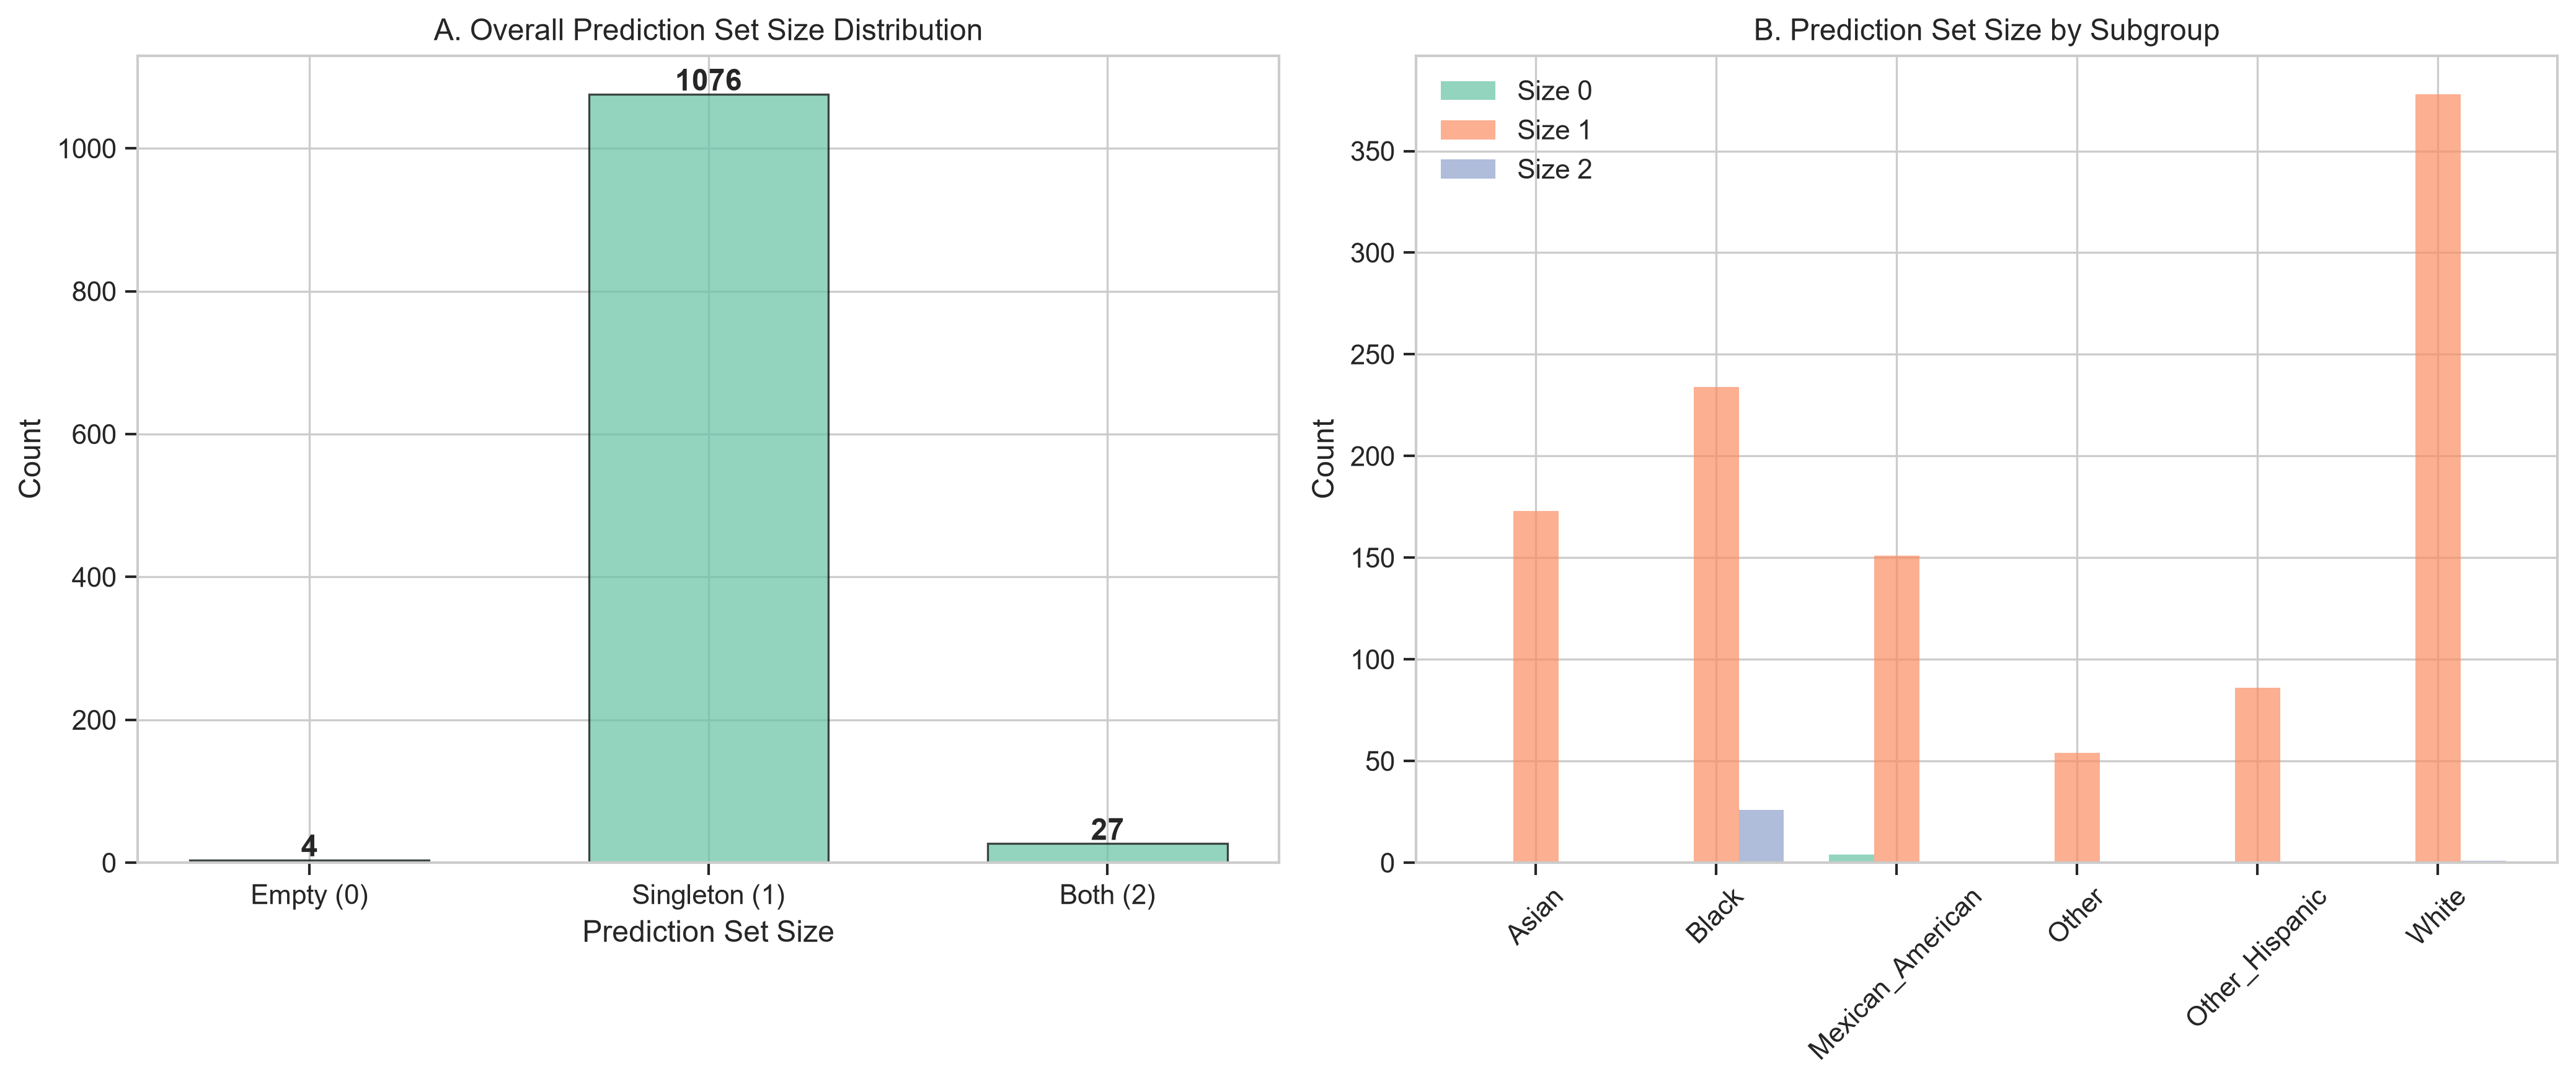 A. Overall Prediction Set Size Distribution
Count
1000
800
600
400
200
0
1076
4
27
Empty (0)
Singleton (1)
Both (2)
Prediction Set Size
B. Prediction Set Size by Subgroup
Size 0
Size 1
Size 2
Count
350
300
250
200
150
100
50
0
Asian
Black
Mexican_American
Other
Other_Hispanic
White